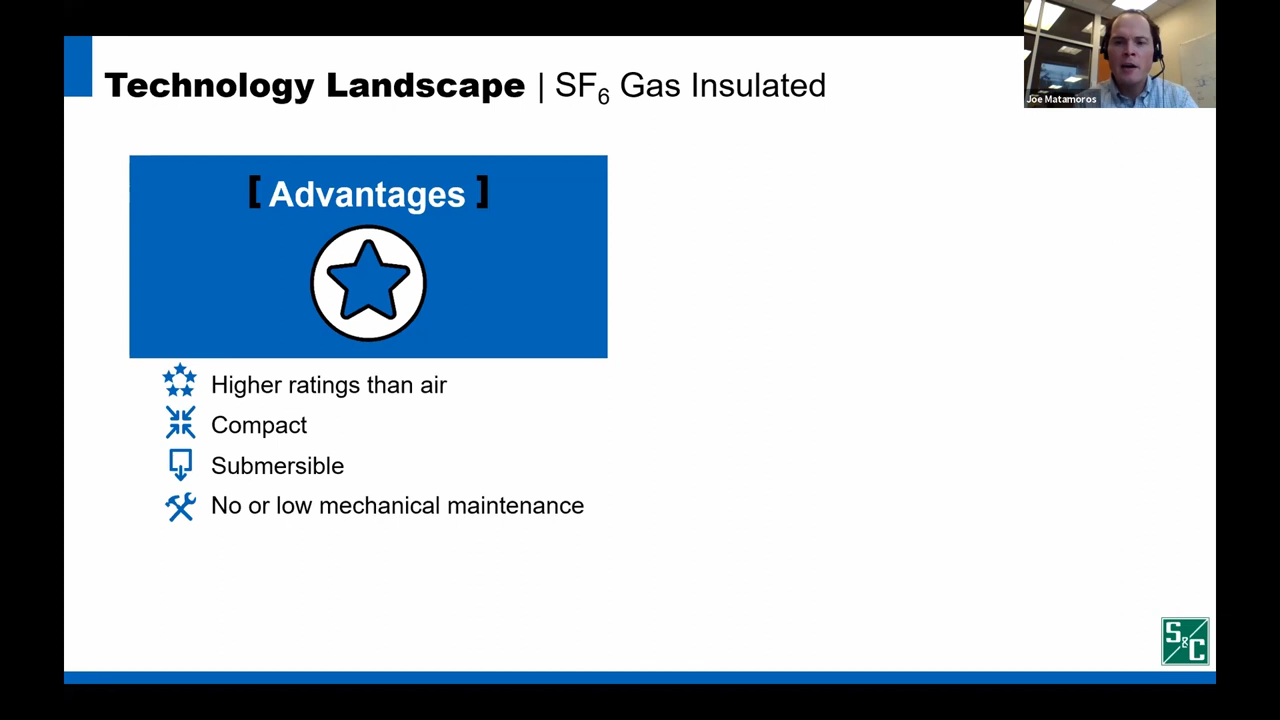 Technology Landscape | SF6 Gas Insulated
Joe Matamoros
[ Advantages ]
Higher ratings than air
Compact
Submersible
No or low mechanical maintenance
S&C